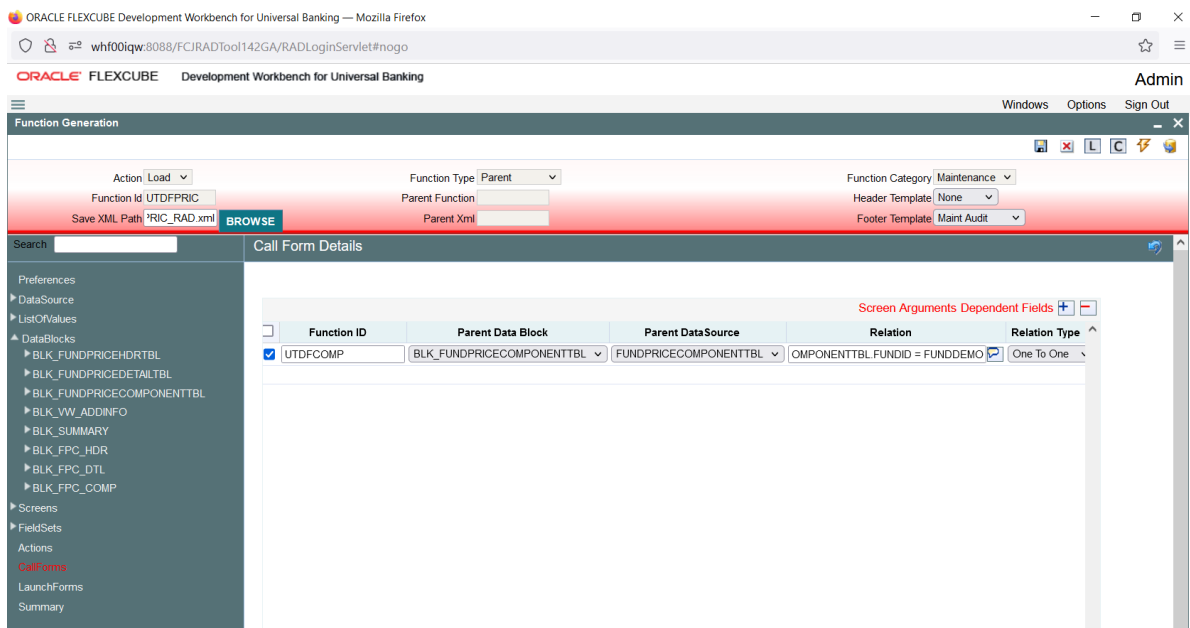 ORACLE FLEXCUBE Development Workbench for Universal Banking — Mozilla Firefox
whf00iqw:8088/FCJRADTool142GA/RADLoginServlet#nogo
ORACLE FLEXCUBE Development Workbench for Universal Banking Admin
Windows Options Sign Out
Function Generation
L C
Action Load Function Type Parent Function Category Maintenance
Function Id UTDFPRIC Parent Function Header Template None
Save XML Path PRIC_RAD.xml BROWSE Parent Xml Footer Template Maint Audit
Search Call Form Details
Preferences
DataSource
Screen Arguments Dependent Fields
ListOfValues
Function ID Parent Data Block Parent DataSource Relation Relation Type
DataBlocks
BLK_FUNDPRICEHDRTBL
UTDFCOMP BLK_FUNDPRICECOMPONENTTBL FUNDPRICECOMPONENTTBL OMPONENTTBL.FUNDID = FUNDDEMO One To One
BLK_FUNDPRICEDETAILTBL
BLK_FUNDPRICECOMPONENTTBL
BLK_VW_ADDINFO
BLK_SUMMARY
BLK_FPC_HDR
BLK_FPC_DTL
BLK_FPC_COMP
Screens
FieldSets
Actions
CallForms
LaunchForms
Summary